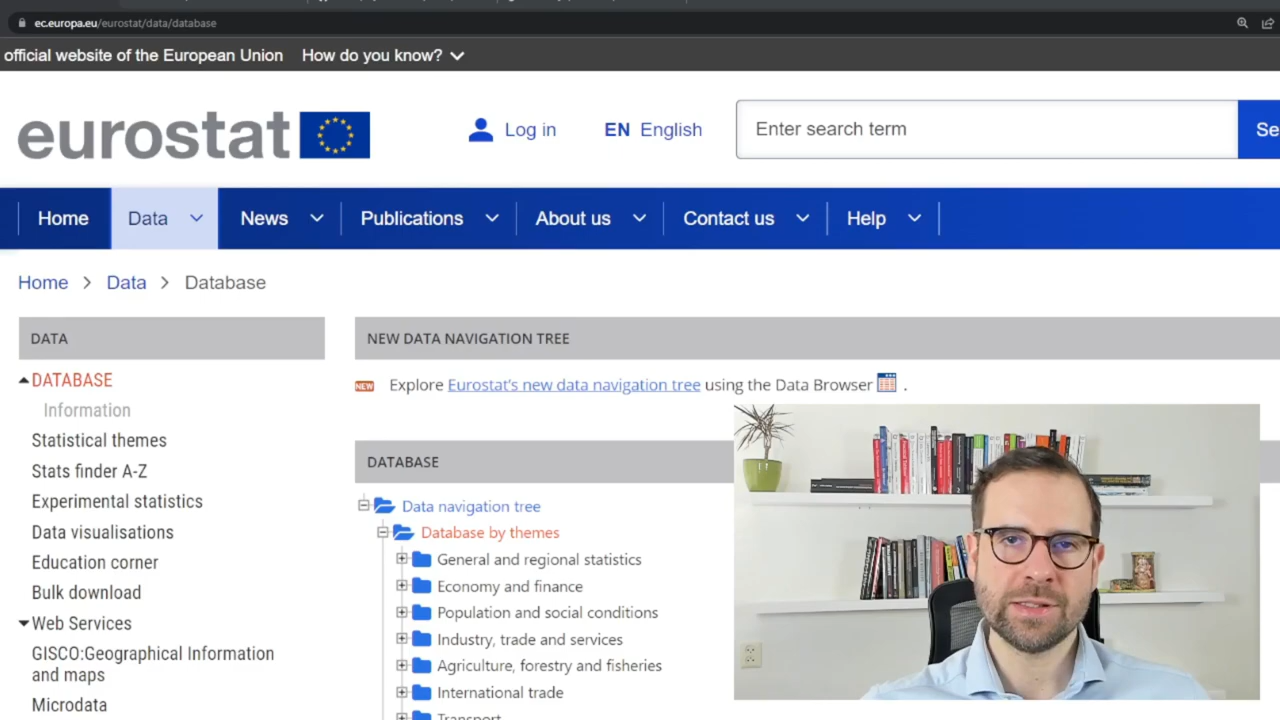 ec.europa.eu/eurostat/data/database
official website of the European Union How do you know?
eurostat
Log in
EN English
Enter search term
Se
Home Data News Publications About us Contact us Help
Home > Data > Database
DATA
DATABASE
Information
Statistical themes
Stats finder A-Z
Experimental statistics
Data visualisations
Education corner
Bulk download
Web Services
GISCO:Geographical Information
and maps
Microdata
NEW DATA NAVIGATION TREE
NEW Explore Eurostat's new data navigation tree using the Data Browser .
DATABASE
Data navigation tree
Database by themes
General and regional statistics
Economy and finance
Population and social conditions
Industry, trade and services
Agriculture, forestry and fisheries
International trade
Transport